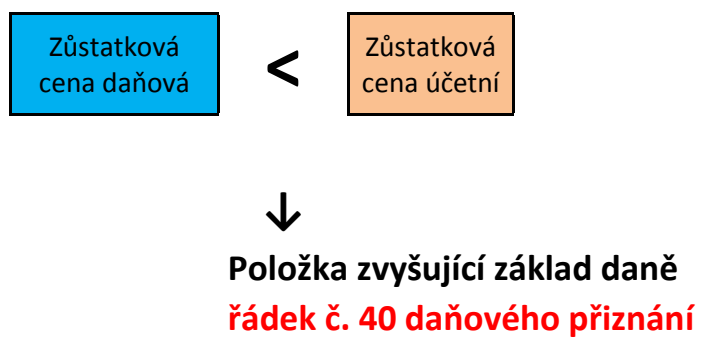 Zůstatková
cena daňová
<
Zůstatková
cena účetní
↓
Položka zvyšující základ daně
řádek č. 40 daňového přiznání